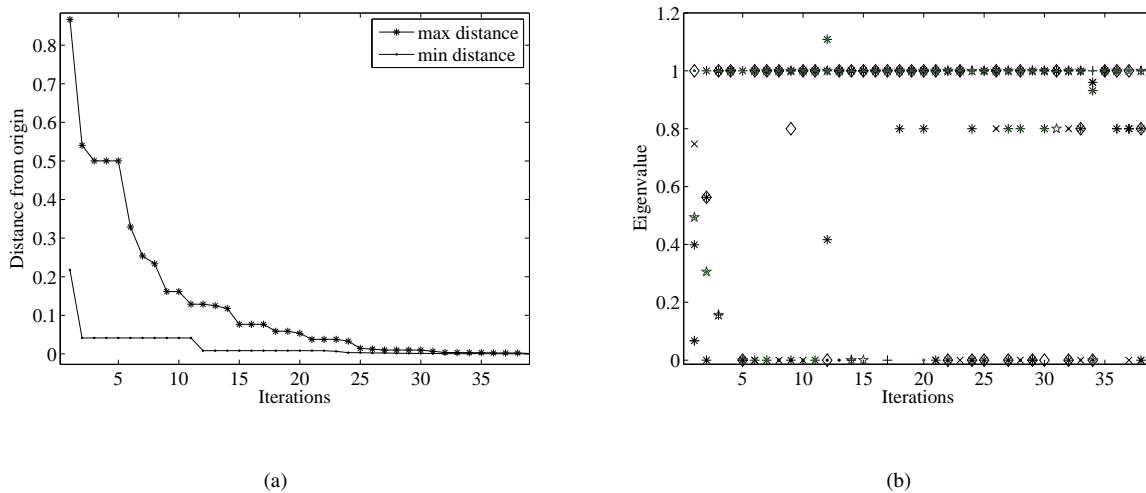 max distance
min distance
0.8
0.7
0.6
0.5
0.4
0.3
0.2
0.1
0
Distance from origin
5 10 15 20 25 30 35
Iterations
(a)
1.2
1
0.8
0.6
0.4
0.2
0
Eigenvalue
5 10 15 20 25 30 35
Iterations
(b)